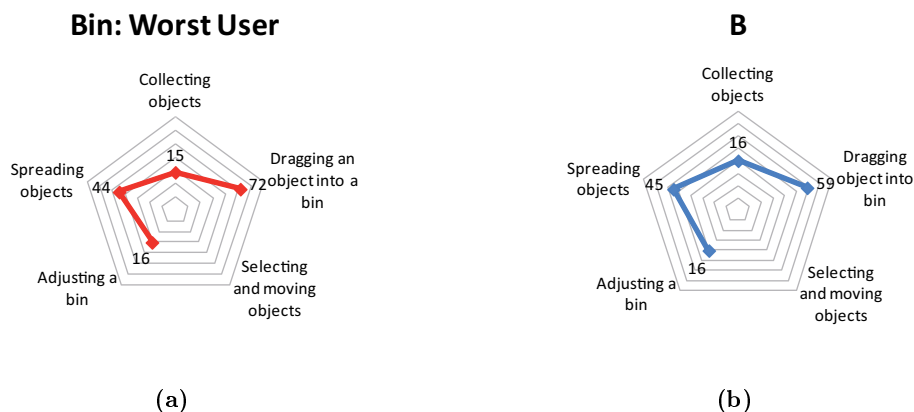 Bin: Worst User
Collecting
objects
15
Dragging an
object into a
bin
72
Spreading
objects
44
16
Adjusting a
bin
Selecting
and moving
objects
(a)
B
Collecting
objects
16
Dragging
object into
bin
59
Spreading
objects
45
16
Adjusting a
bin
Selecting
and moving
objects
(b)